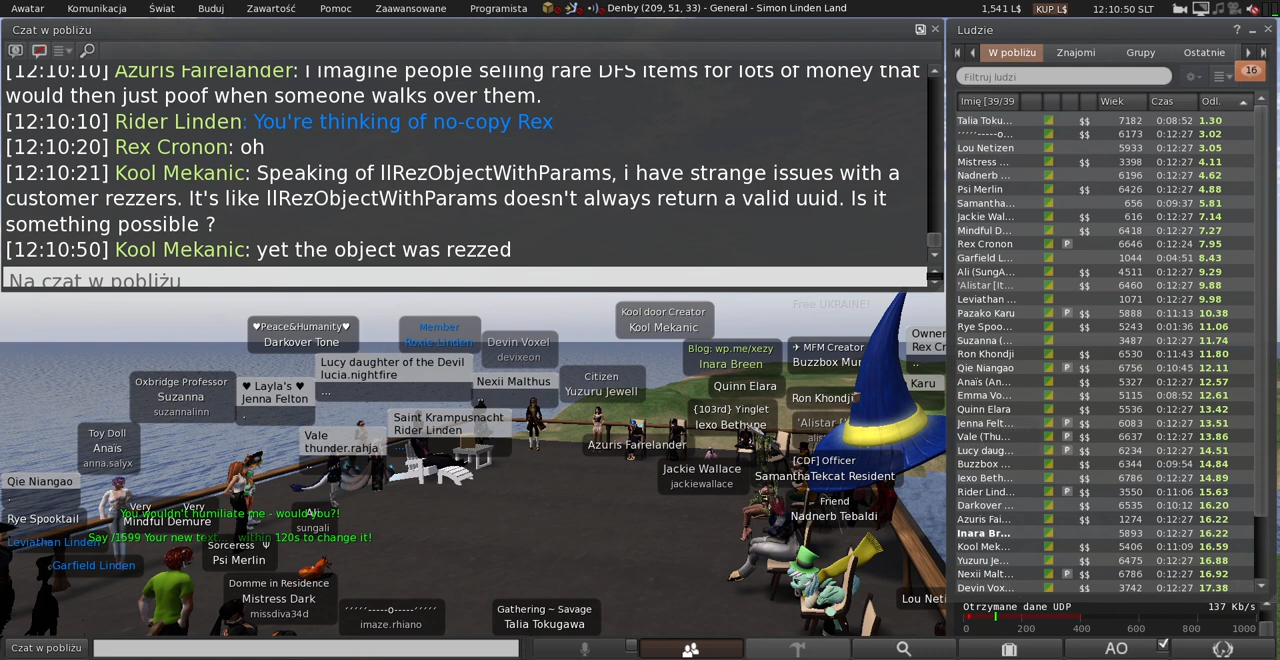 Awatar Komunikacja Świat Buduj Zawartość Pomoc Zaawansowane Programista Denby (209, 51, 33) - General - Simon Linden Land 1,541 L$ KUP L$ 12:10:50 SLT
Czat w pobliżu
[12:10:10] Azuris Fairelander: I imagine people selling rare DFS items for lots of money that
would then just poof when someone walks over them.
[12:10:10] Rider Linden: You're thinking of no-copy Rex
[12:10:20] Rex Cronon: oh
[12:10:21] Kool Mekanic: Speaking of llRezObjectWithParams, i have strange issues with a
customer rezzers. It's like llRezObjectWithParams doesn't always return a valid uuid. Is it
something possible ?
[12:10:50] Kool Mekanic: yet the object was rezzed
Na czat w pobliżu
Free UKRAINE!
♥Peace&Humanity♥
Darkover Tone
Member
Roxie Linden
Devin Voxel
devixeon
Kool door Creator
Kool Mekanic
Lucy daughter of the Devil
lucia.nightfire
...
Blog: wp.me/xezy
Inara Breen
✈ MFM Creator
Buzzbox Mur
Owner
Rex Cr
..
Oxbridge Professor
Suzanna
suzannalinn
♥ Layla's ♥
Jenna Felton
.
Nexii Malthus
Citizen
Yuzuru Jewell
Quinn Elara
Karu
Ron Khondji
Saint Krampusnacht
Rider Linden
{103rd} Yinglet
Iexo Bethune
'Alistar
alis
Toy Doll
Anais
anna.salyx
Vale
thunder.rahja
..
Azuris Fairelander
Jackie Wallace
jackiewallace
[CDF] Officer
SamanthaTekcat Resident
Qie Niangao
.
Friend
Nadnerb Tebaldi
Rye Spooktail
Very Very
Mindful Demure
You wouldn't humiliate me - would you?!
sungali
Say /1599 Your new text... within 120s to change it!
Leviathan Linden
Garfield Linden
Sorceress Ψ
Psi Merlin
Domme in Residence
Mistress Dark
missdiva34d
′′′′′-----o-----′′′′′
imaze.rhiano
Gathering ~ Savage
Talia Tokugawa
Lou Neti
Czat w pobliżu
AO
Ludzie
W pobliżu Znajomi Grupy Ostatnie
Filtruj ludzi
16
Imię [39/39 Wiek Czas Odl.
Talia Toku... $$ 7182 0:08:52 1.30
′′′′′-----o... $$ 6173 0:12:27 3.02
Lou Netizen 5933 0:12:27 3.05
Mistress ... $$ 3398 0:12:27 4.11
Nadnerb ... 6196 0:12:27 4.62
Psi Merlin $$ 6426 0:12:27 4.88
Samantha... 656 0:09:37 5.81
Jackie Wal... $$ 616 0:12:27 7.14
Mindful D... $$ 6418 0:12:27 7.27
Rex Cronon P 6646 0:12:24 7.95
Garfield L... 1044 0:04:51 8.43
Ali (SungA... $$ 4511 0:12:27 9.29
'Alistar [It... $$ 6460 0:12:27 9.88
Leviathan ... 1071 0:12:27 9.98
Pazako Karu P $$ 5888 0:11:13 10.38
Rye Spoo... $$ 5243 0:01:36 11.06
Suzanna (... 3487 0:12:27 11.74
Ron Khondji $$ 6530 0:11:43 11.80
Qie Niangao P $$ 6756 0:10:45 12.11
Anaïs (An... $$ 5327 0:12:27 12.57
Emma Vo... $$ 5115 0:08:52 12.61
Quinn Elara $$ 5536 0:12:27 13.42
Jenna Felt... P $$ 6083 0:12:27 13.51
Vale (Thu... P $$ 6637 0:12:27 13.86
Lucy daug... P $$ 6234 0:12:27 14.51
Buzzbox ... $$ 6344 0:09:54 14.84
Iexo Beth... $$ 6786 0:12:27 14.89
Rider Lind... P $$ 3550 0:11:06 15.63
Darkover ... $$ 6535 0:10:12 16.20
Azuris Fai... $$ 1274 0:12:27 16.22
Inara Br... 5893 0:12:27 16.22
Kool Mek... $$ 5406 0:11:09 16.59
Yuzuru Je... $$ 6475 0:12:27 16.88
Nexii Malt... P $$ 6786 0:12:27 16.92
Devin Vox... $$ 3742 0:12:27 17.38
Otrzymane dane UDP 137 Kb/s
0 200 400 600 800 1000